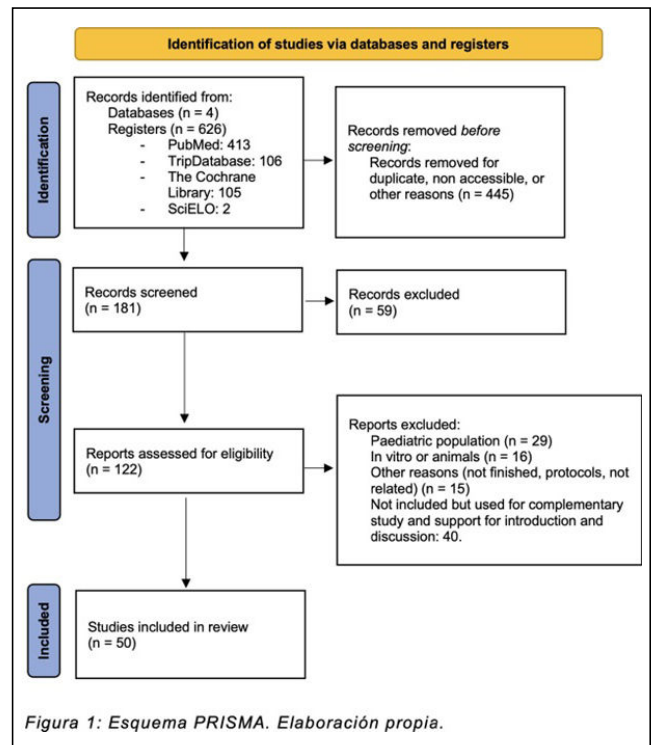 Identification of studies via databases and registers
Identification
Records identified from:
Databases (n = 4)
Registers (n = 626)
- PubMed: 413
- TripDatabase: 106
- The Cochrane
Library: 105
- SciELO: 2
Records removed before
screening:
Records removed for
duplicate, non accessible, or
other reasons (n = 445)
Screening
Records screened
(n = 181)
Records excluded
(n = 59)
Reports assessed for eligibility
(n = 122)
Reports excluded:
Paediatric population (n = 29)
In vitro or animals (n = 16)
Other reasons (not finished, protocols, not
related) (n = 15)
Not included but used for complementary
study and support for introduction and
discussion: 40.
Included
Studies included in review
(n = 50)
Figura 1: Esquema PRISMA. Elaboración propia.